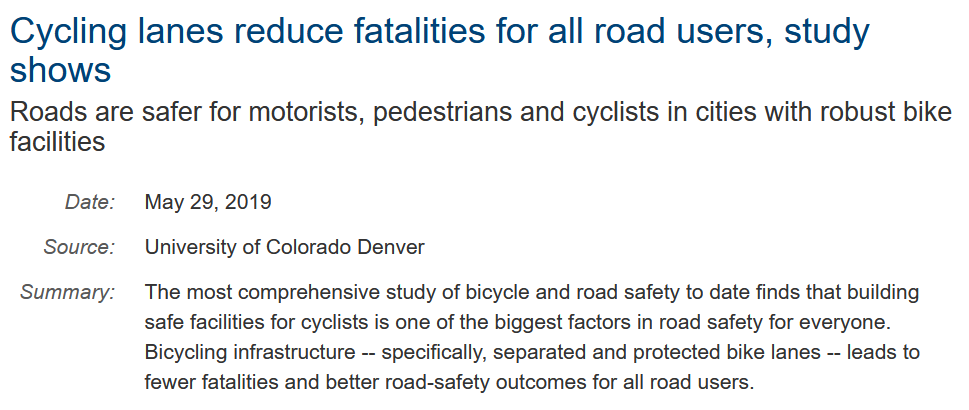 Cycling lanes reduce fatalities for all road users, study
shows
Roads are safer for motorists, pedestrians and cyclists in cities with robust bike
facilities
Date: May 29, 2019
Source: University of Colorado Denver
Summary: The most comprehensive study of bicycle and road safety to date finds that building
safe facilities for cyclists is one of the biggest factors in road safety for everyone.
Bicycling infrastructure -- specifically, separated and protected bike lanes -- leads to
fewer fatalities and better road-safety outcomes for all road users.